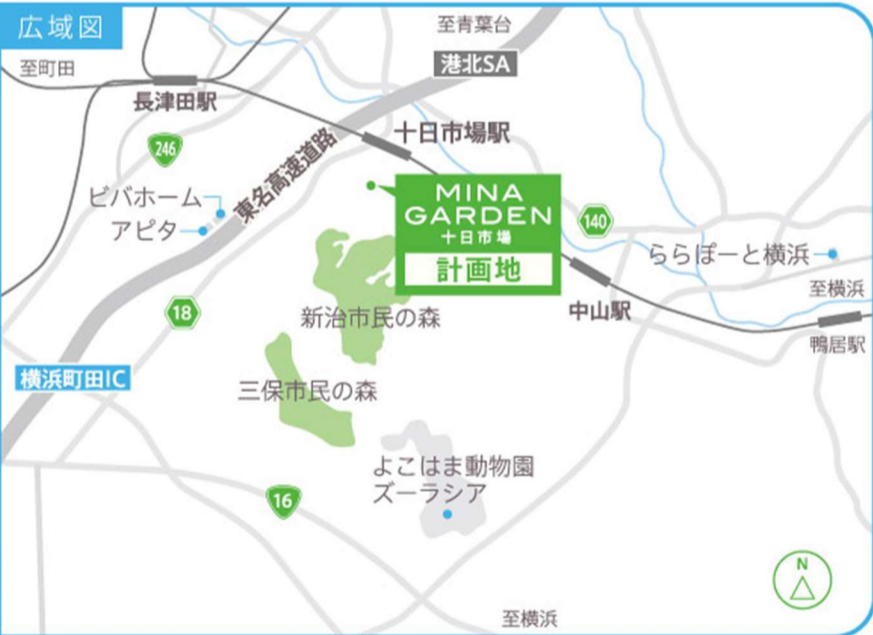 広域図
至青葉台
港北SA
至町田
長津田駅
246
十日市場駅
東名高速道路
ビバホーム
アピタ
MINA
GARDEN
十日市場
計画地
140
ららぽーと横浜
至横浜
中山駅
鴨居駅
18
新治市民の森
横浜町田IC
三保市民の森
よこはま動物園
ズーラシア
16
N
至横浜